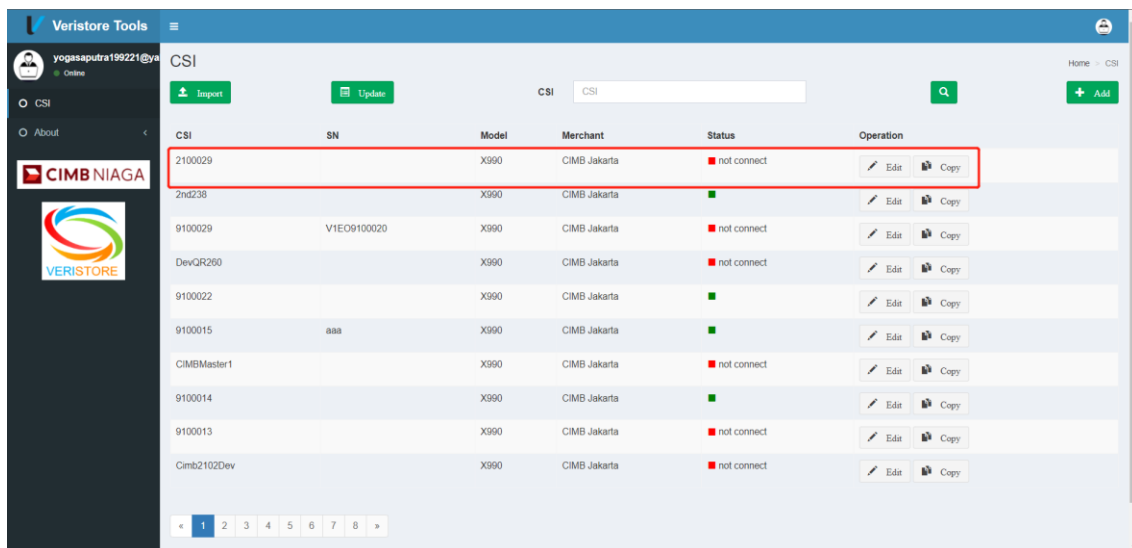 Veristore Tools
yogasaputra199221@ya
Online
CSI
About
CIMB NIAGA
VERISTORE
CSI
Home > CSI
Import Update CSI CSI Add
CSI SN Model Merchant Status Operation
2100029 X990 CIMB Jakarta not connect Edit Copy
2nd238 X990 CIMB Jakarta Edit Copy
9100029 V1EO9100020 X990 CIMB Jakarta not connect Edit Copy
DevQR260 X990 CIMB Jakarta not connect Edit Copy
9100022 X990 CIMB Jakarta Edit Copy
9100015 aaa X990 CIMB Jakarta Edit Copy
CIMBMaster1 X990 CIMB Jakarta not connect Edit Copy
9100014 X990 CIMB Jakarta Edit Copy
9100013 X990 CIMB Jakarta not connect Edit Copy
Cimb2102Dev X990 CIMB Jakarta not connect Edit Copy
« 1 2 3 4 5 6 7 8 »